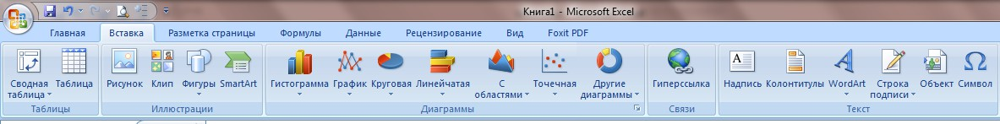 Книга1 - Microsoft Excel
Главная Вставка Разметка страницы Формулы Данные Рецензирование Вид Foxit PDF
Сводная таблица Таблица Рисунок Клип Фигуры SmartArt Гистограмма График Круговая Линейчатая С областями Точечная Другие диаграммы Гиперссылка Надпись Колонтитулы WordArt Строка подписи Объект Символ
Таблицы Иллюстрации Диаграммы Связи Текст